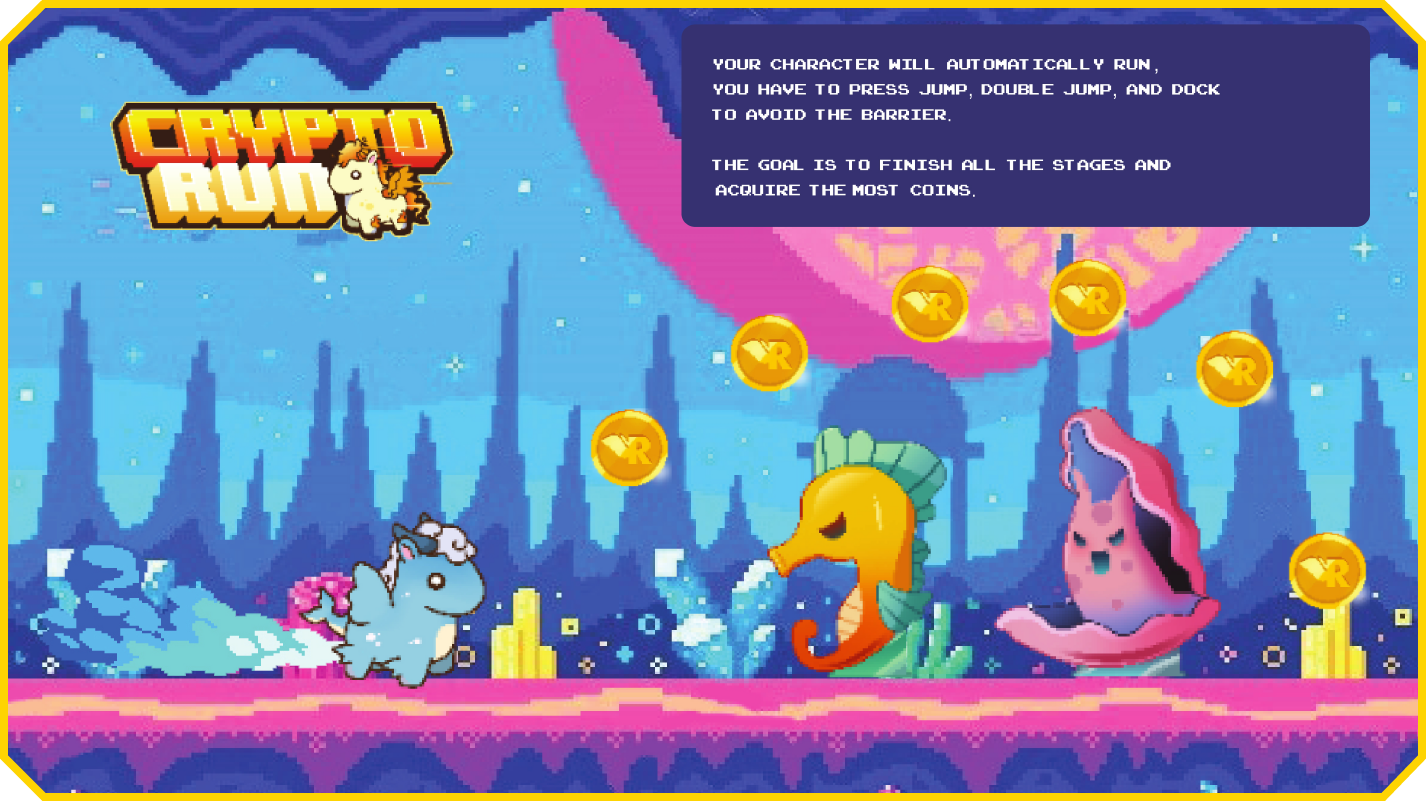 CRYPTO
RUN
YOUR CHARACTER WILL AUTOMATICALLY RUN,
YOU HAVE TO PRESS JUMP, DOUBLE JUMP, AND DOCK
TO AVOID THE BARRIER.
THE GOAL IS TO FINISH ALL THE STAGES AND
ACQUIRE THE MOST COINS.
R
R
R
R
R
R